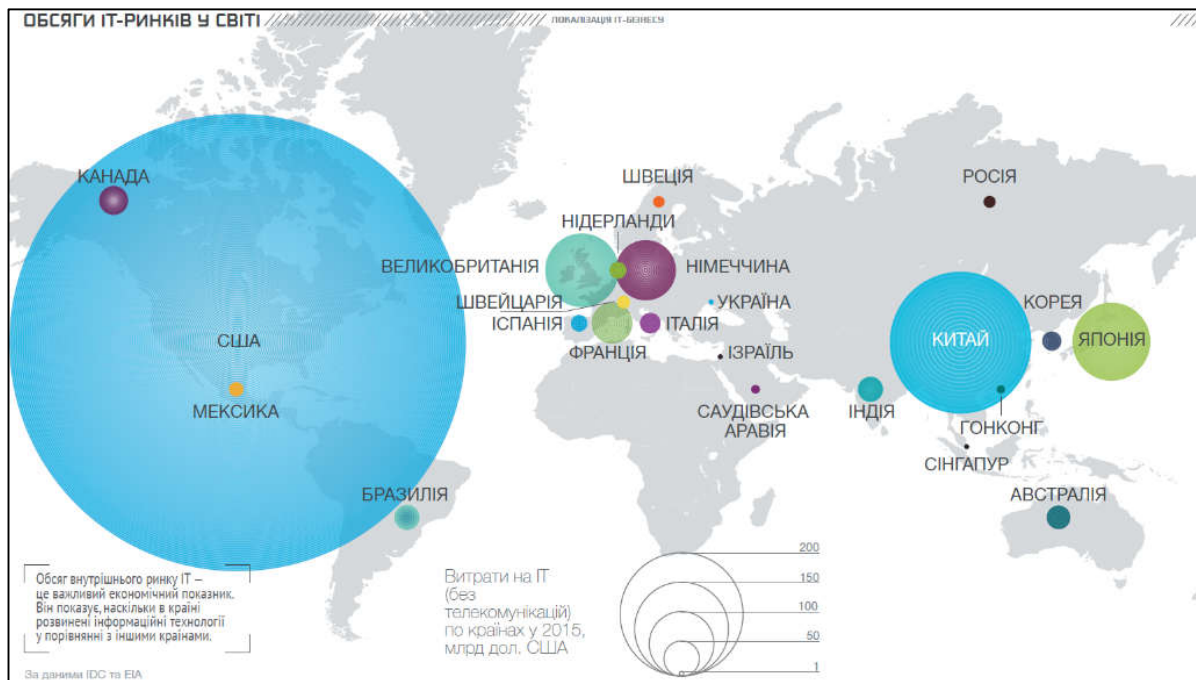 ОБСЯГИ ІТ-РИНКІВ У СВІТІ
ЛОКАЛІЗАЦІЯ ІТ-БІЗНЕСУ
КАНАДА
ШВЕЦІЯ
РОСІЯ
НІДЕРЛАНДИ
ВЕЛИКОБРИТАНІЯ
НІМЕЧЧИНА
ШВЕЙЦАРІЯ
УКРАЇНА
КОРЕЯ
ІСПАНІЯ
ІТАЛІЯ
США
КИТАЙ
ЯПОНІЯ
ФРАНЦІЯ
ІЗРАЇЛЬ
МЕКСИКА
САУДІВСЬКА
АРАВІЯ
ІНДІЯ
ГОНКОНГ
СІНГАПУР
БРАЗИЛІЯ
АВСТРАЛІЯ
Обсяг внутрішнього ринку ІТ –
це важливий економічний показник.
Він показує, наскільки в країні
розвинені інформаційні технології
у порівнянні з іншими країнами.
Витрати на ІТ
(без
телекомунікацій)
по країнах у 2015,
млрд дол. США
200
150
100
50
1
За даними IDC та EIA